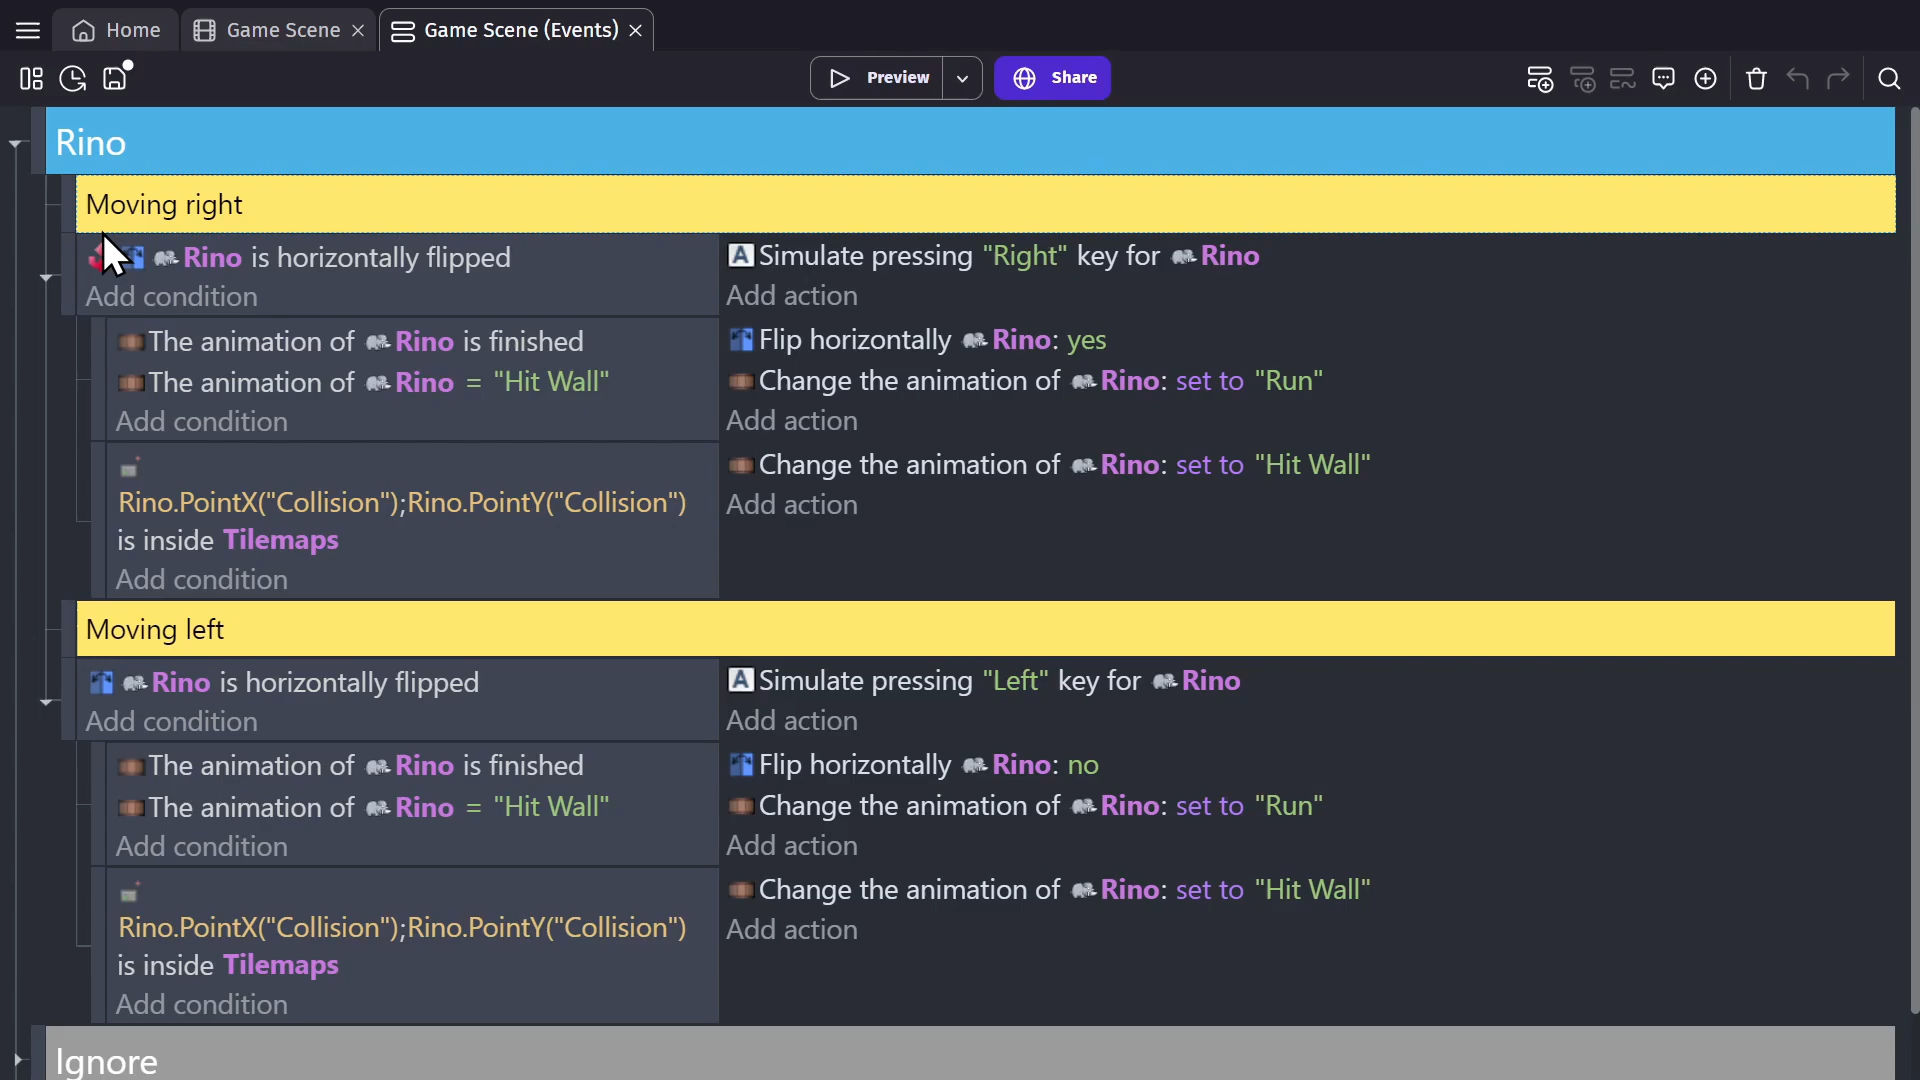 Home
Game Scene
Game Scene (Events)
Preview
Share
Rino
Moving right
Rino is horizontally flipped
Add condition
Simulate pressing "Right" key for Rino
Add action
The animation of Rino is finished
The animation of Rino = "Hit Wall"
Add condition
Flip horizontally Rino: yes
Change the animation of Rino: set to "Run"
Add action
Rino.PointX("Collision");Rino.PointY("Collision")
is inside Tilemaps
Add condition
Change the animation of Rino: set to "Hit Wall"
Add action
Moving left
Rino is horizontally flipped
Add condition
Simulate pressing "Left" key for Rino
Add action
The animation of Rino is finished
The animation of Rino = "Hit Wall"
Add condition
Flip horizontally Rino: no
Change the animation of Rino: set to "Run"
Add action
Rino.PointX("Collision");Rino.PointY("Collision")
is inside Tilemaps
Add condition
Change the animation of Rino: set to "Hit Wall"
Add action
Ignore